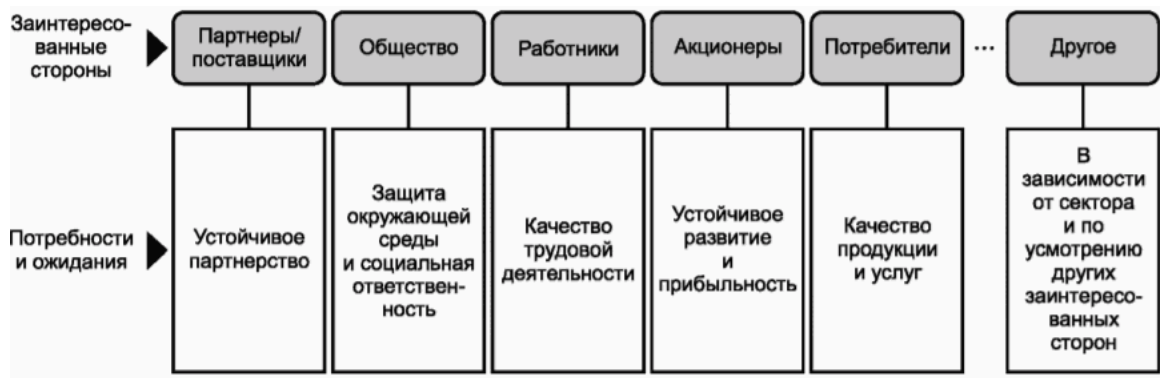 Заинтересо-
ванные
стороны
Партнеры/
поставщики
Общество
Работники
Акционеры
Потребители
...
Другое
Потребности
и ожидания
Устойчивое
партнерство
Защита
окружающей
среды
и социальная
ответствен-
ность
Качество
трудовой
деятельности
Устойчивое
развитие
и
прибыльность
Качество
продукции
и услуг
В
зависимости
от сектора
и по
усмотрению
других
заинтересо-
ванных
сторон